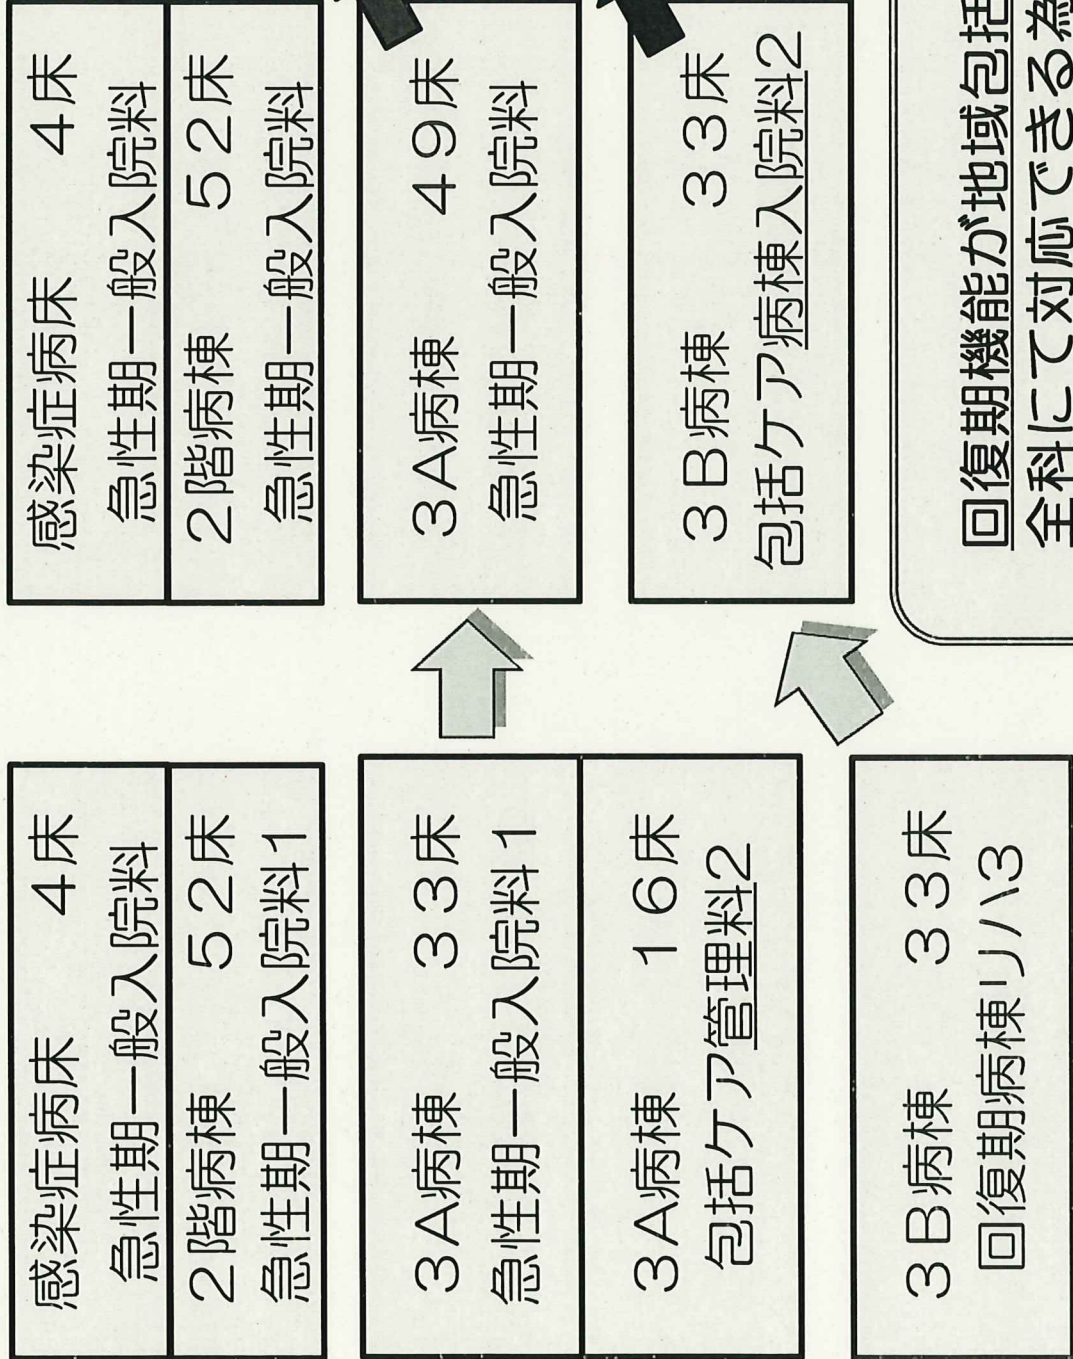 感染症病床 4床
急性期一般入院料
2階病棟 52床
急性期一般入院料1
3A病棟 33床
急性期一般入院料1
3A病棟 16床
包括ケア管理料2
3B病棟 33床
回復期病棟リハ3
感染症病床 4床
急性期一般入院料
2階病棟 52床
急性期一般入院料
3A病棟 49床
急性期一般入院料
3B病棟 33床
包括ケア病棟入院料2
回復期機能が地域包括
全科にて対応できる為